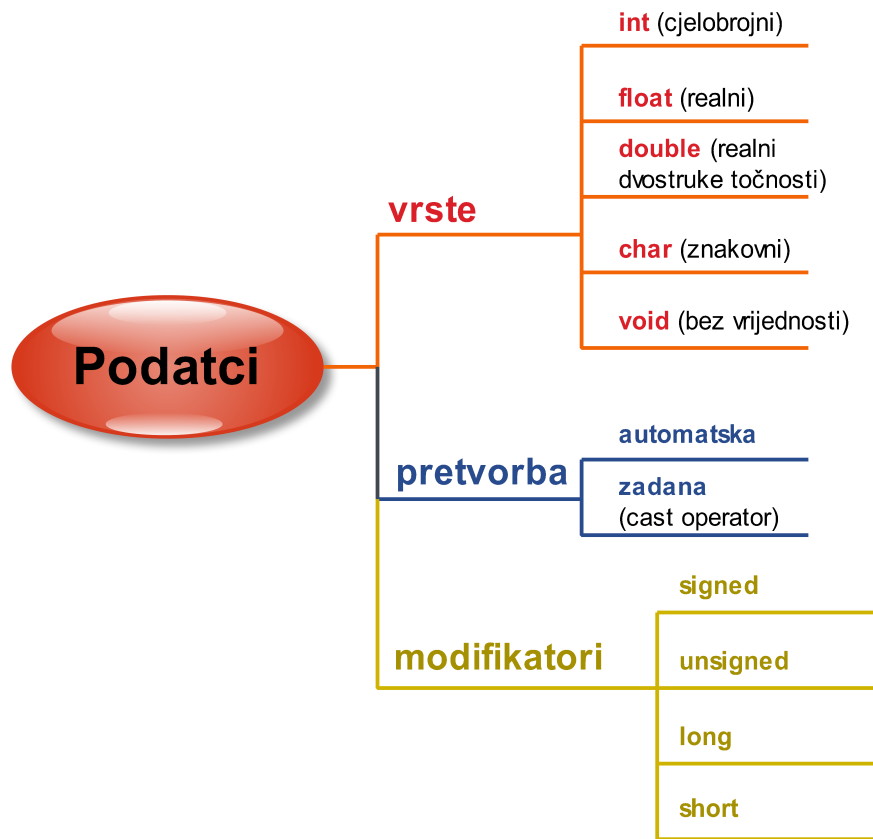 Podatci
vrste
int (cjelobrojni)
float (realni)
double (realni
dvostruke točnosti)
char (znakovni)
void (bez vrijednosti)
pretvorba
automatska
zadana
(cast operator)
modifikatori
signed
unsigned
long
short